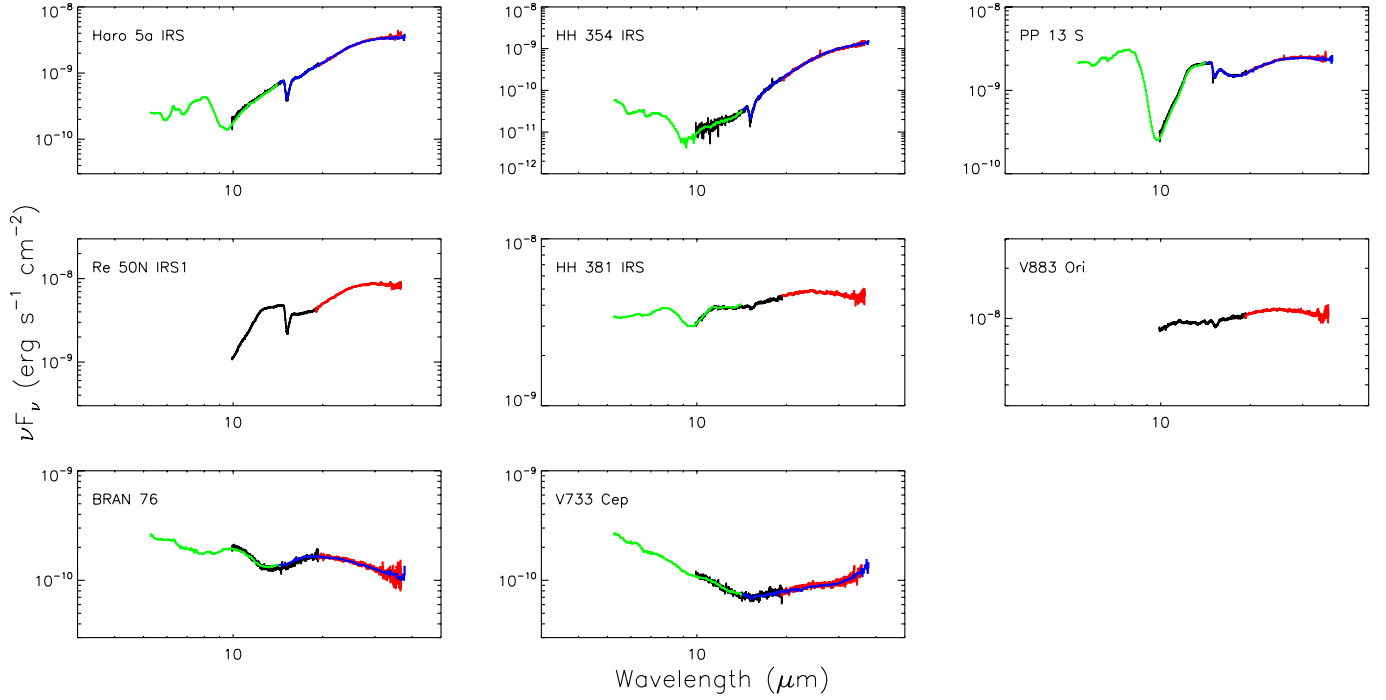 Haro 5a IRS
HH 354 IRS
PP 13 S
10⁻⁸
10⁻⁹
10⁻¹⁰
10
10⁻⁸
10⁻⁹
10⁻¹⁰
10⁻¹¹
10⁻¹²
10
10⁻⁸
10⁻⁹
10⁻¹⁰
10
Re 50N IRS1
HH 381 IRS
V883 Ori
10⁻⁸
10⁻⁹
10
10⁻⁸
10⁻⁹
10
10⁻⁸
10
BRAN 76
V733 Cep
10⁻⁹
10⁻¹⁰
10
10⁻⁹
10⁻¹⁰
10
νFν (erg s⁻¹ cm⁻²)
Wavelength (μm)